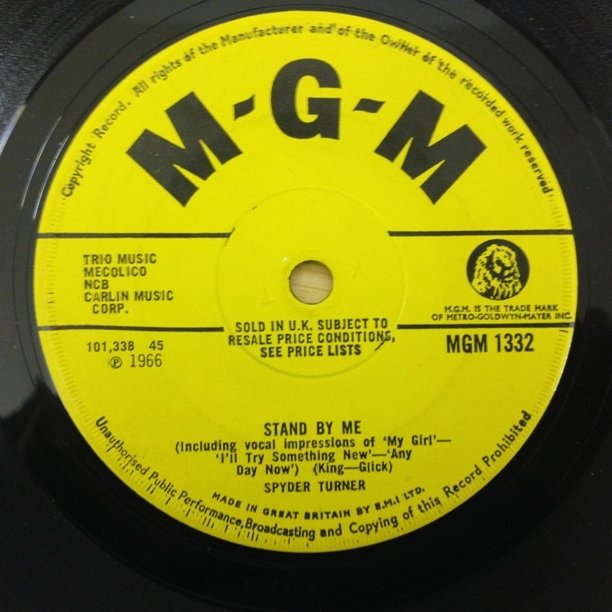 Copyright Record. All rights of the Manufacturer and of the Owner of the recorded work reserved
M-G-M
TRIO MUSIC
MECOLICO
NCB
CARLIN MUSIC
CORP.
M.G.M. IS THE TRADE MARK
OF METRO-GOLDWYN-MAYER INC
SOLD IN U.K. SUBJECT TO
RESALE PRICE CONDITIONS,
SEE PRICE LISTS
101,338 45
Ⓟ 1966
MGM 1332
STAND BY ME
(Including vocal impressions of 'My Girl'—
'I'll Try Something New'—'Any
Day Now') (King—Glick)
SPYDER TURNER
MADE IN GREAT BRITAIN BY E.M.I LTD.
Unauthorised Public Performance, Broadcasting and Copying of this Record Prohibited